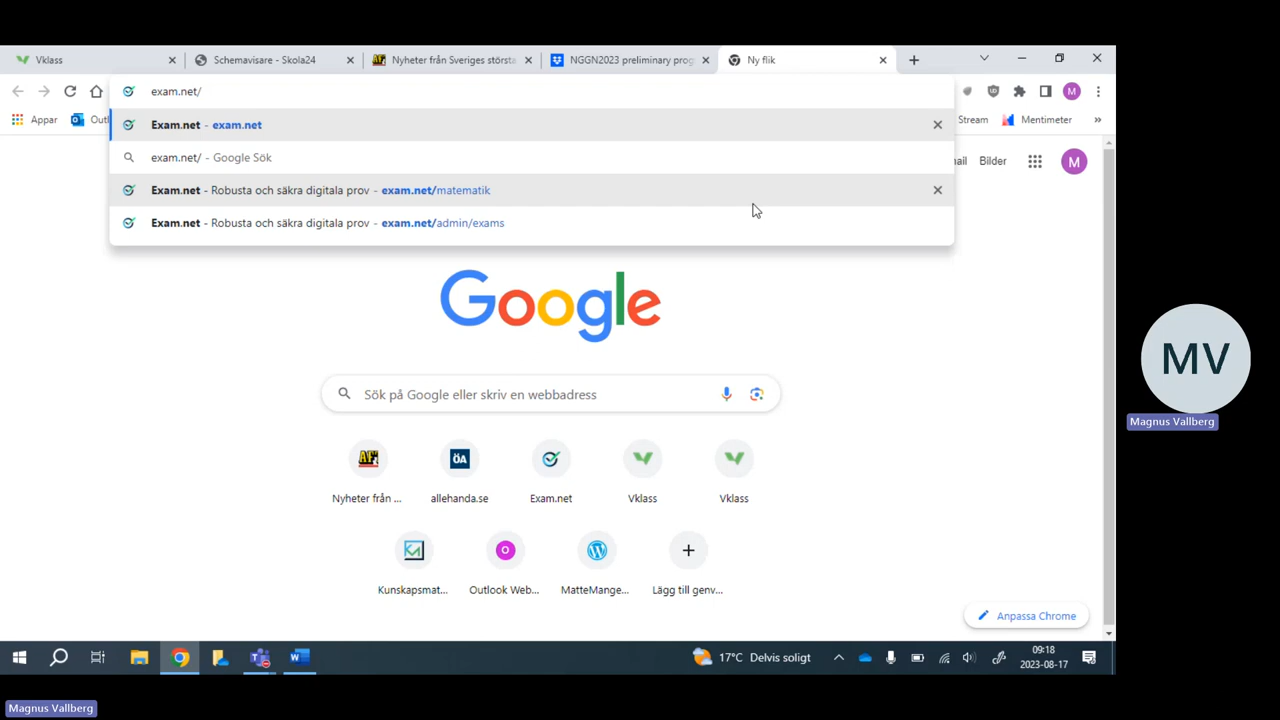 Vklass
Schemavisare - Skola24
Nyheter från Sveriges största
NGGN2023 preliminary prog
Ny flik
exam.net/
M
Appar
Outl
Stream
Mentimeter
»
Exam.net - exam.net
exam.net/ - Google Sök
Exam.net - Robusta och säkra digitala prov - exam.net/matematik
Exam.net - Robusta och säkra digitala prov - exam.net/admin/exams
ail
Bilder
M
Google
Sök på Google eller skriv en webbadress
AF
ÖA
Nyheter från ...
allehanda.se
Exam.net
Vklass
Vklass
O
Kunskapsmat...
Outlook Web...
MatteMange...
Lägg till genv...
Anpassa Chrome
17°C Delvis soligt
09:18
2023-08-17
MV
Magnus Vallberg
Magnus Vallberg